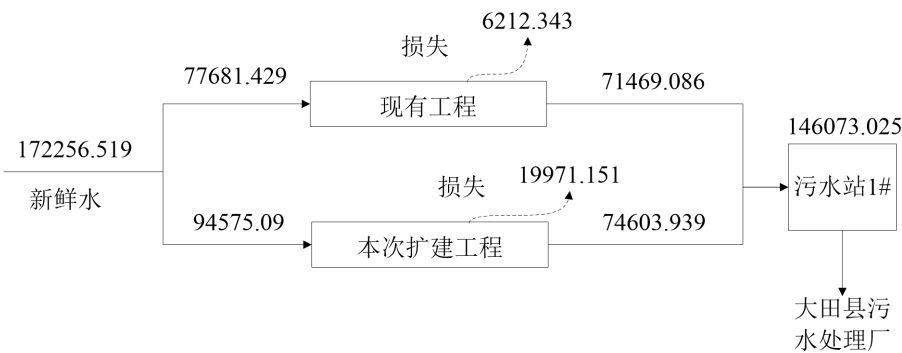 6212.343
损失
77681.429
现有工程
71469.086
172256.519
新鲜水
146073.025
污水站1#
损失
19971.151
94575.09
本次扩建工程
74603.939
大田县污
水处理厂